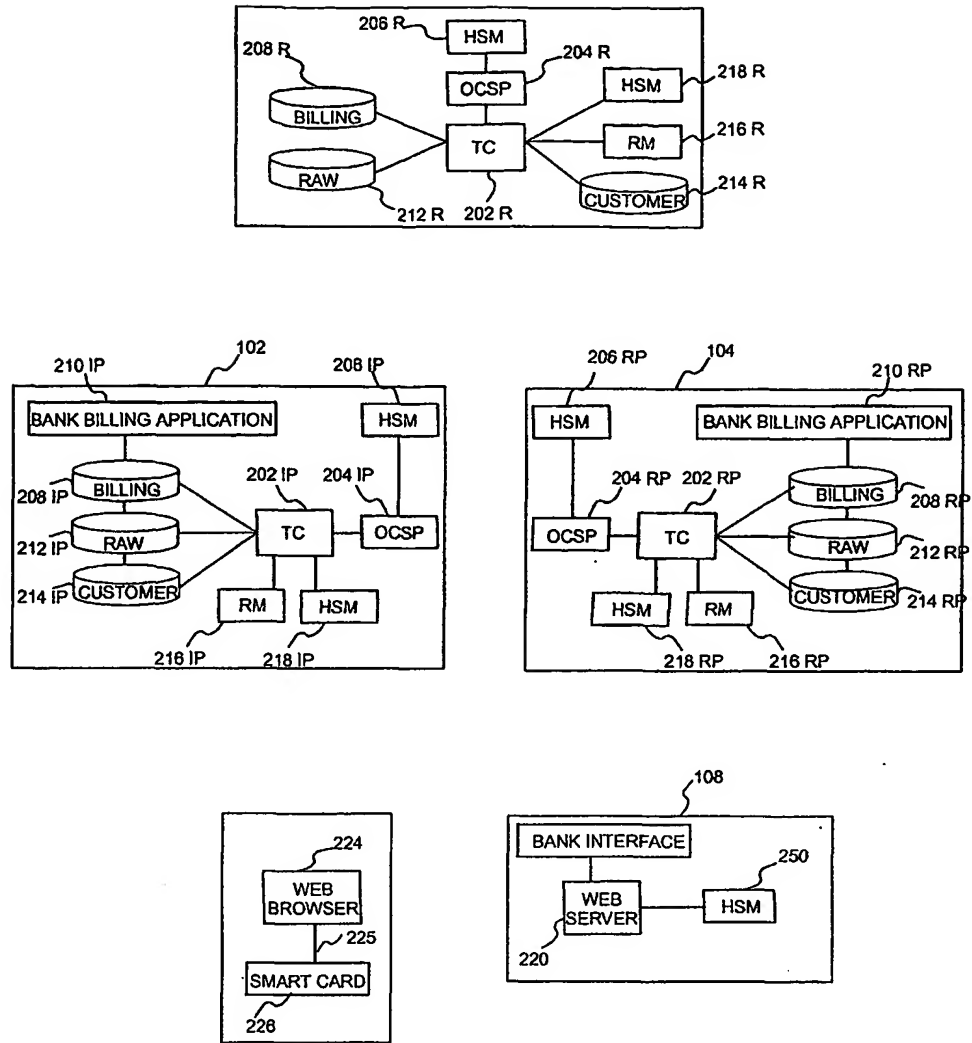 206 R
HSM
208 R
204 R
OCSP
HSM
218 R
BILLING
TC
RM
216 R
RAW
CUSTOMER
214 R
212 R
202 R
102
210 IP
208 IP
BANK BILLING APPLICATION
HSM
202 IP
204 IP
208 IP
BILLING
212 IP
RAW
TC
OCSP
214 IP
CUSTOMER
RM
HSM
216 IP
218 IP
206 RP
104
210 RP
HSM
BANK BILLING APPLICATION
204 RP
202 RP
BILLING
208 RP
OCSP
TC
RAW
212 RP
CUSTOMER
214 RP
HSM
RM
218 RP
216 RP
224
WEB
BROWSER
225
SMART CARD
226
108
BANK INTERFACE
250
WEB
SERVER
HSM
220